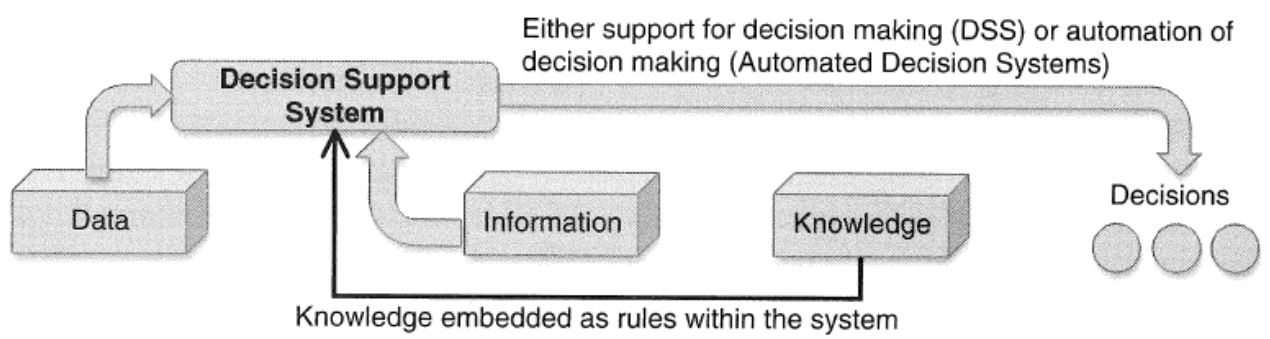 Either support for decision making (DSS) or automation of
decision making (Automated Decision Systems)
Decision Support
System
Data
Information
Knowledge
Decisions
Knowledge embedded as rules within the system